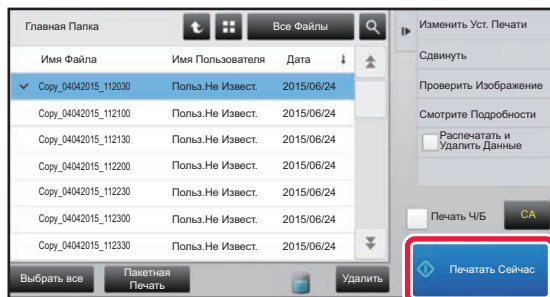 Главная Папка
Все Файлы
Имя Файла Имя Пользователя Дата
Copy_04042015_112030 Польз.Не Извест. 2015/06/24
Copy_04042015_112100 Польз.Не Извест. 2015/06/24
Copy_04042015_112130 Польз.Не Извест. 2015/06/24
Copy_04042015_112200 Польз.Не Извест. 2015/06/24
Copy_04042015_112230 Польз.Не Извест. 2015/06/24
Copy_04042015_112300 Польз.Не Извест. 2015/06/24
Copy_04042015_112330 Польз.Не Извест. 2015/06/24
Выбрать все
Пакетная
Печать
Удалить
Изменить Уст. Печати
Сдвинуть
Проверить Изображение
Смотрите Подробности
Распечатать и
Удалить Данные
Печать Ч/Б
CA
Печатать Сейчас